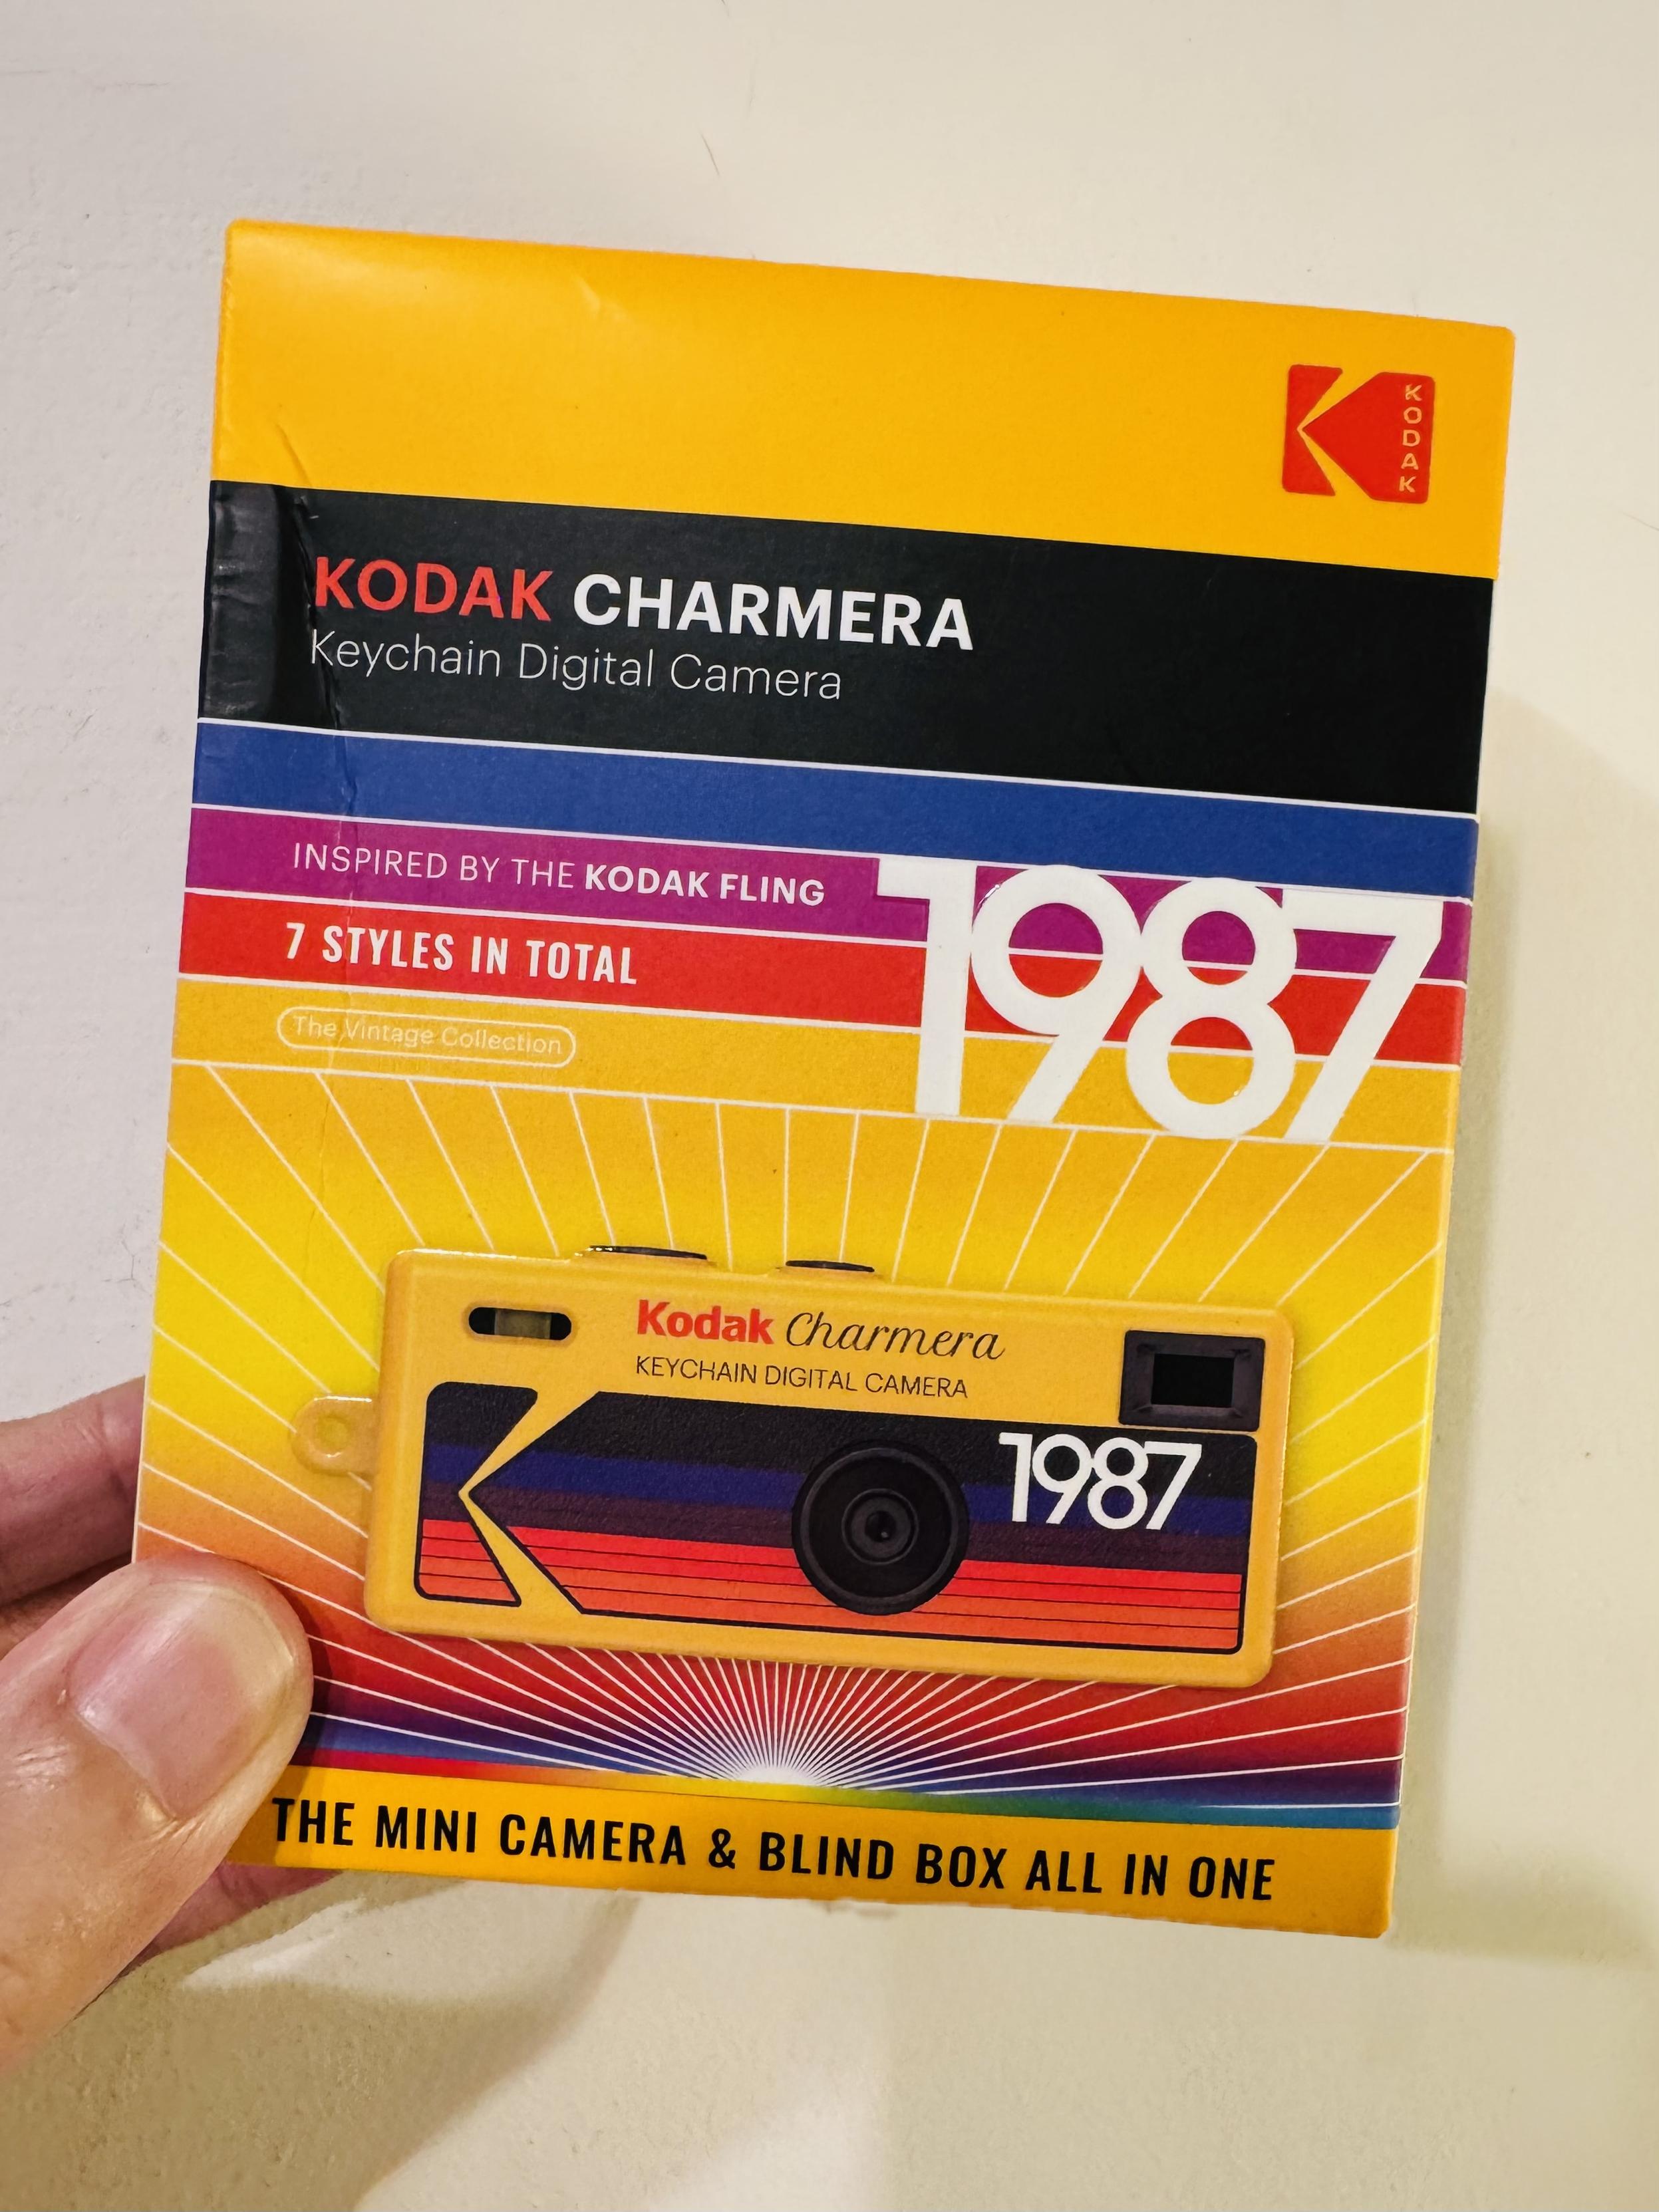 KODAK
KODAK CHARMERA
Keychain Digital Camera
INSPIRED BY THE KODAK FLING
1987
7 STYLES IN TOTAL
The Vintage Collection
Kodak Charmera
KEYCHAIN DIGITAL CAMERA
1987
THE MINI CAMERA & BLIND BOX ALL IN ONE